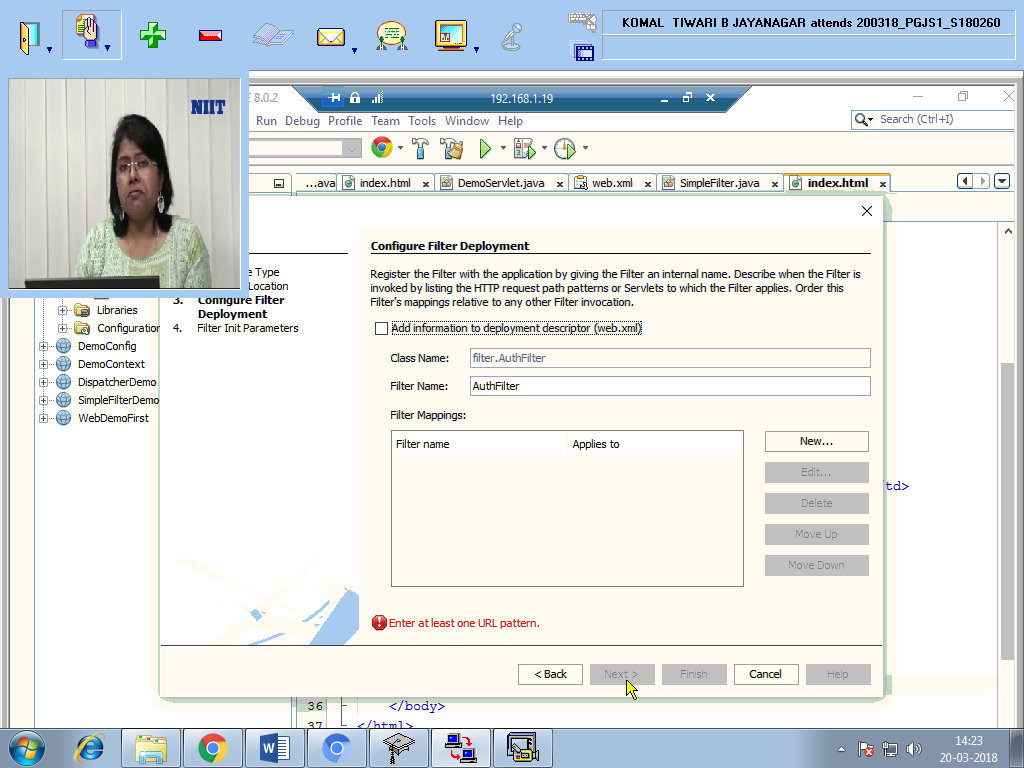 KOMAL TIWARI B JAYANAGAR attends 200318_PGJS1_S180260
NIIT
8.0.2
192.168.1.19
Run Debug Profile Team Tools Window Help
Search (Ctrl+I)
...ava index.html DemoServlet.java web.xml SimpleFilter.java index.html
Type
Location
3. Configure Filter Deployment
4. Filter Init Parameters
Libraries
Configuration
DemoConfig
DemoContext
DispatcherDemo
SimpleFilterDemo
WebDemoFirst
Configure Filter Deployment
Register the Filter with the application by giving the Filter an internal name. Describe when the Filter is
invoked by listing the HTTP request path patterns or Servlets to which the Filter applies. Order this
Filter's mappings relative to any other Filter invocation.
Add information to deployment descriptor (web.xml)
Class Name: filter.AuthFilter
Filter Name: AuthFilter
Filter Mappings:
Filter name Applies to
New...
Edit...
Delete
Move Up
Move Down
td>
Enter at least one URL pattern.
< Back Next > Finish Cancel Help
36 </body>
37 </html>
14:23
20-03-2018